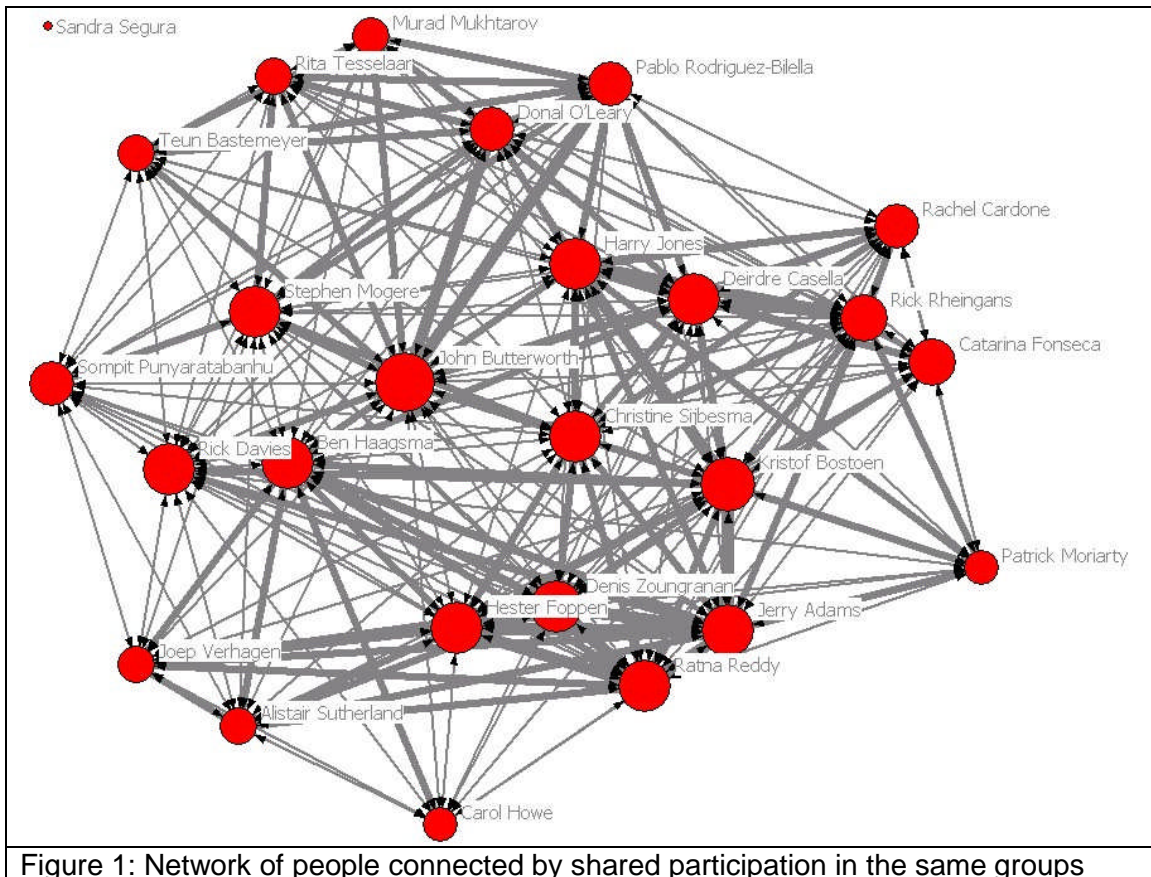 Sandra Segura
Murad Mukhtarov
Rita Tesselaar
Pablo Rodriguez-Bilella
Donal O'Leary
Teun Bastemeyer
Rachel Cardone
Harry Jones
Deirdre Casella
Stephen Mogere
Rick Rheingans
Catarina Fonseca
John Butterworth
Sompit Punyaratabanhu
Christine Sijbesma
Rick Davies
Ben Haagsma
Kristof Bostoen
Patrick Moriarty
Denis Zoungranan
Hester Foppen
Jerry Adams
Joep Verhagen
Ratna Reddy
Alistair Sutherland
Carol Howe
Figure 1: Network of people connected by shared participation in the same groups